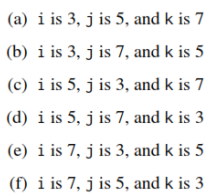 (a) i is 3, j is 5, and k is 7
(b) i is 3, j is 7, and k is 5
(c) i is 5, j is 3, and k is 7
(d) i is 5, j is 7, and k is 3
(e) i is 7, j is 3, and k is 5
(f) i is 7, j is 5, and k is 3